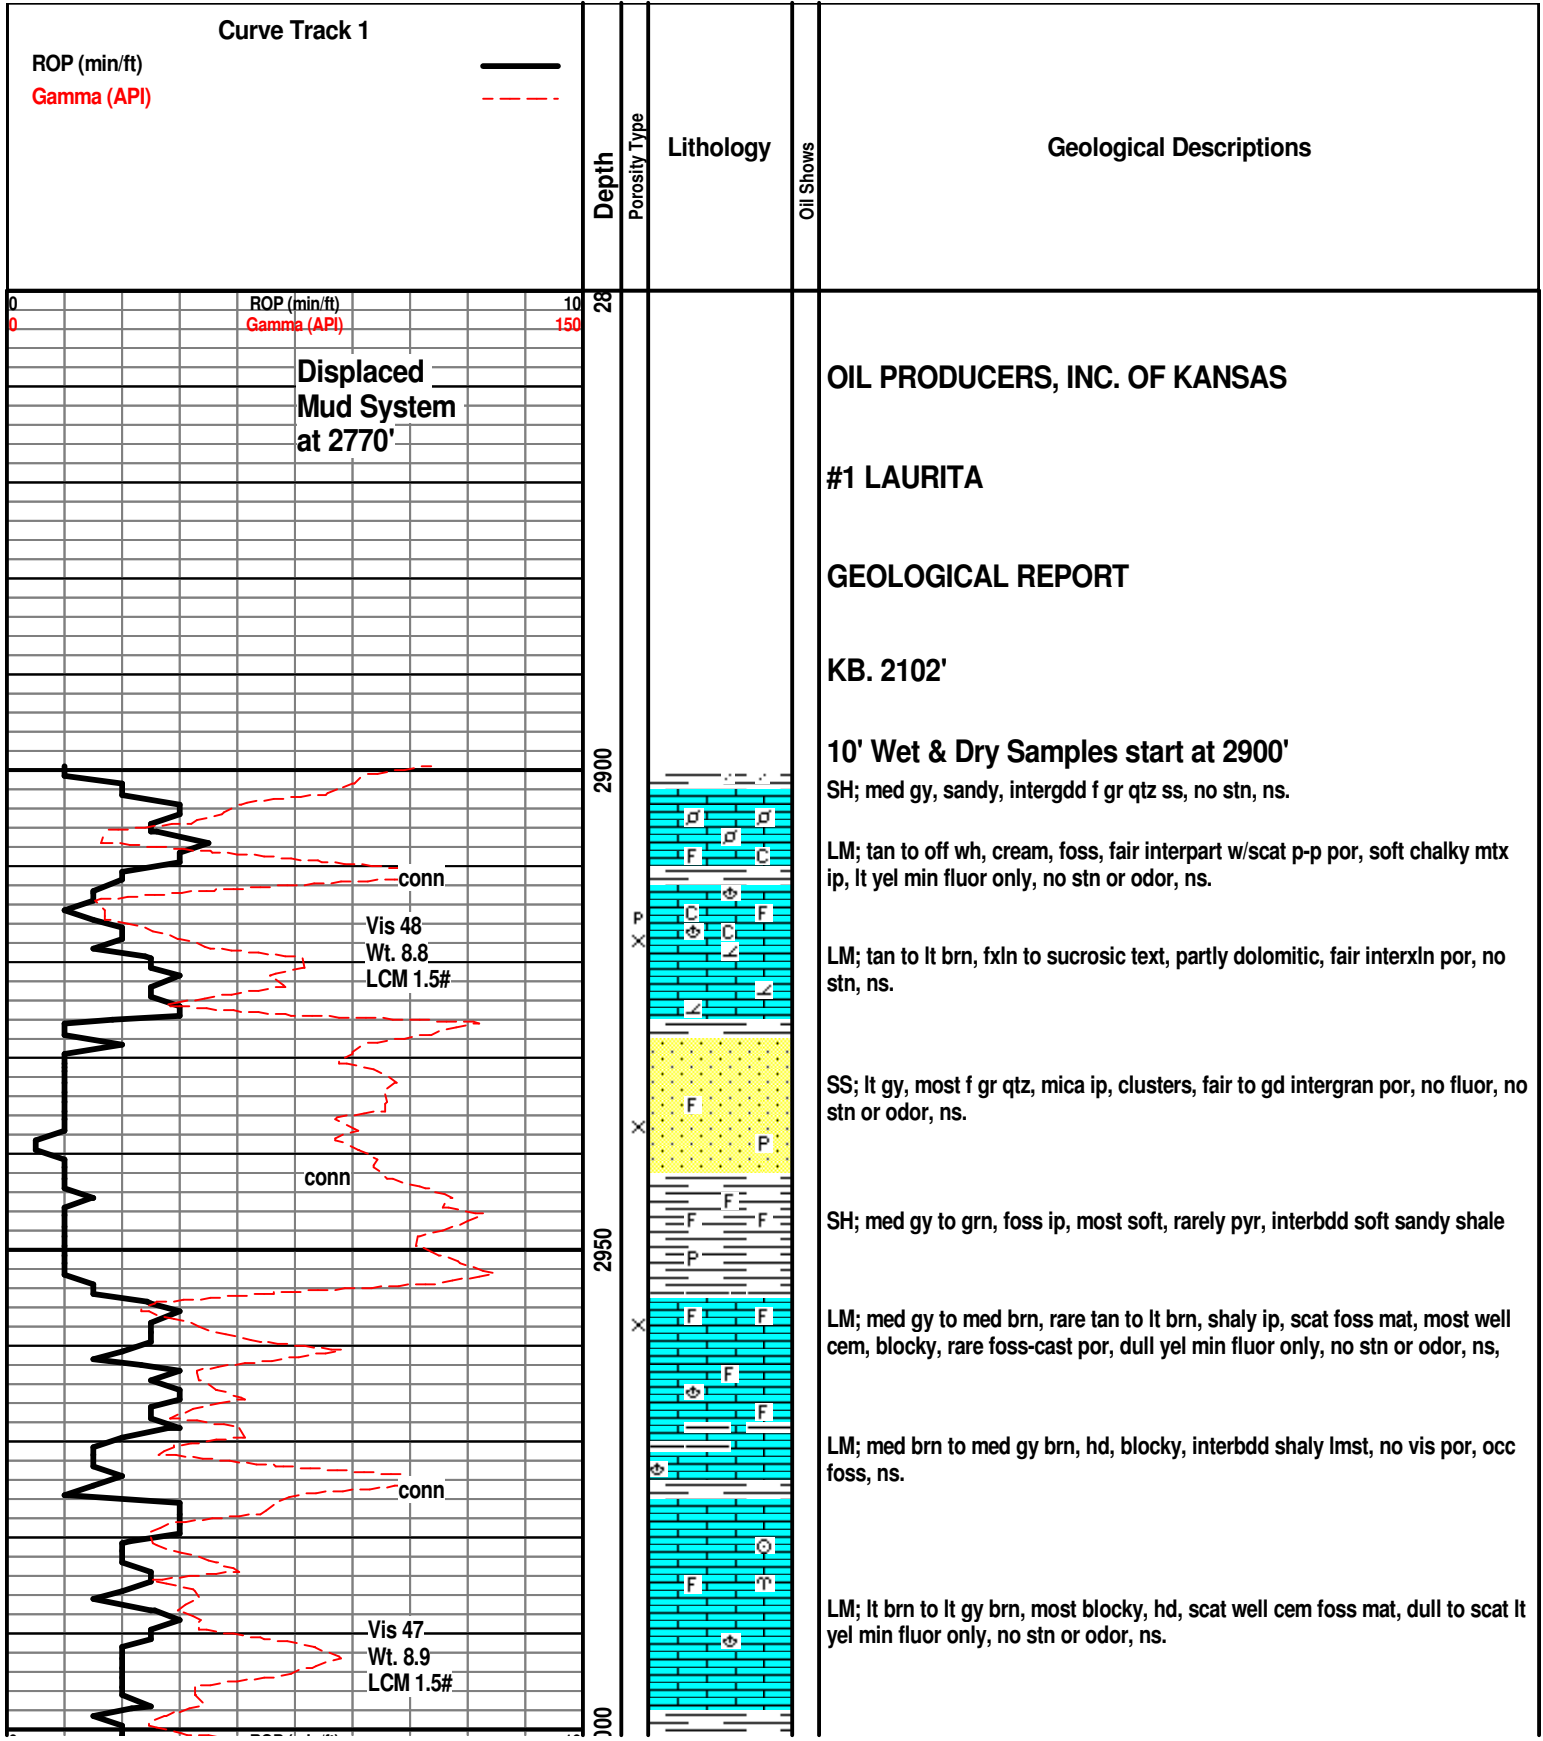 Curve Track 1
ROP (min/ft)
Gamma (API)
Depth
Porosity Type
Lithology
Oil Shows
Geological Descriptions
0 ROP (min/ft) 10
0 Gamma (API) 150
28
Displaced
Mud System
at 2770'
OIL PRODUCERS, INC. OF KANSAS
#1 LAURITA
GEOLOGICAL REPORT
KB. 2102'
10' Wet & Dry Samples start at 2900'
2900
SH; med gy, sandy, intergdd f gr qtz ss, no stn, ns.
LM; tan to off wh, cream, foss, fair interpart w/scat p-p por, soft chalky mtx
ip, lt yel min fluor only, no stn or odor, ns.
F C
conn
C F
P
C
Vis 48
Wt. 8.8
LCM 1.5#
LM; tan to lt brn, fxln to sucrosic text, partly dolomitic, fair interxln por, no
stn, ns.
SS; lt gy, most f gr qtz, mica ip, clusters, fair to gd intergran por, no fluor, no
stn or odor, ns.
F
P
conn
F
F F
SH; med gy to grn, foss ip, most soft, rarely pyr, interbdd soft sandy shale
P
2950
F F
LM; med gy to med brn, rare tan to lt brn, shaly ip, scat foss mat, most well
cem, blocky, rare foss-cast por, dull yel min fluor only, no stn or odor, ns,
F
F
LM; med brn to med gy brn, hd, blocky, interbdd shaly lmst, no vis por, occ
foss, ns.
conn
F
LM; lt brn to lt gy brn, most blocky, hd, scat well cem foss mat, dull to scat lt
yel min fluor only, no stn or odor, ns.
Vis 47
Wt. 8.9
LCM 1.5#
000